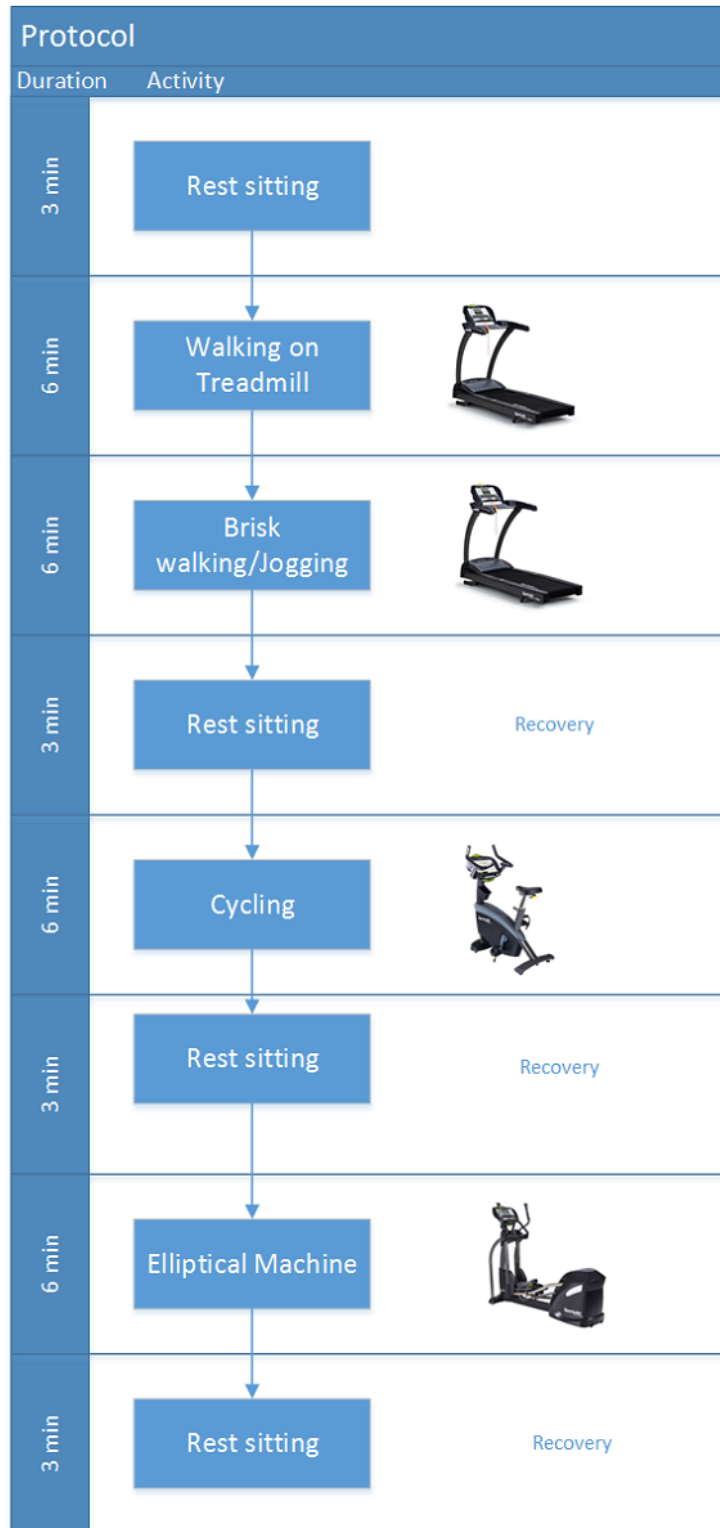 Protocol
Duration Activity
3 min
Rest sitting
6 min
Walking on
Treadmill
6 min
Brisk
walking/Jogging
3 min
Rest sitting
Recovery
6 min
Cycling
3 min
Rest sitting
Recovery
6 min
Elliptical Machine
3 min
Rest sitting
Recovery